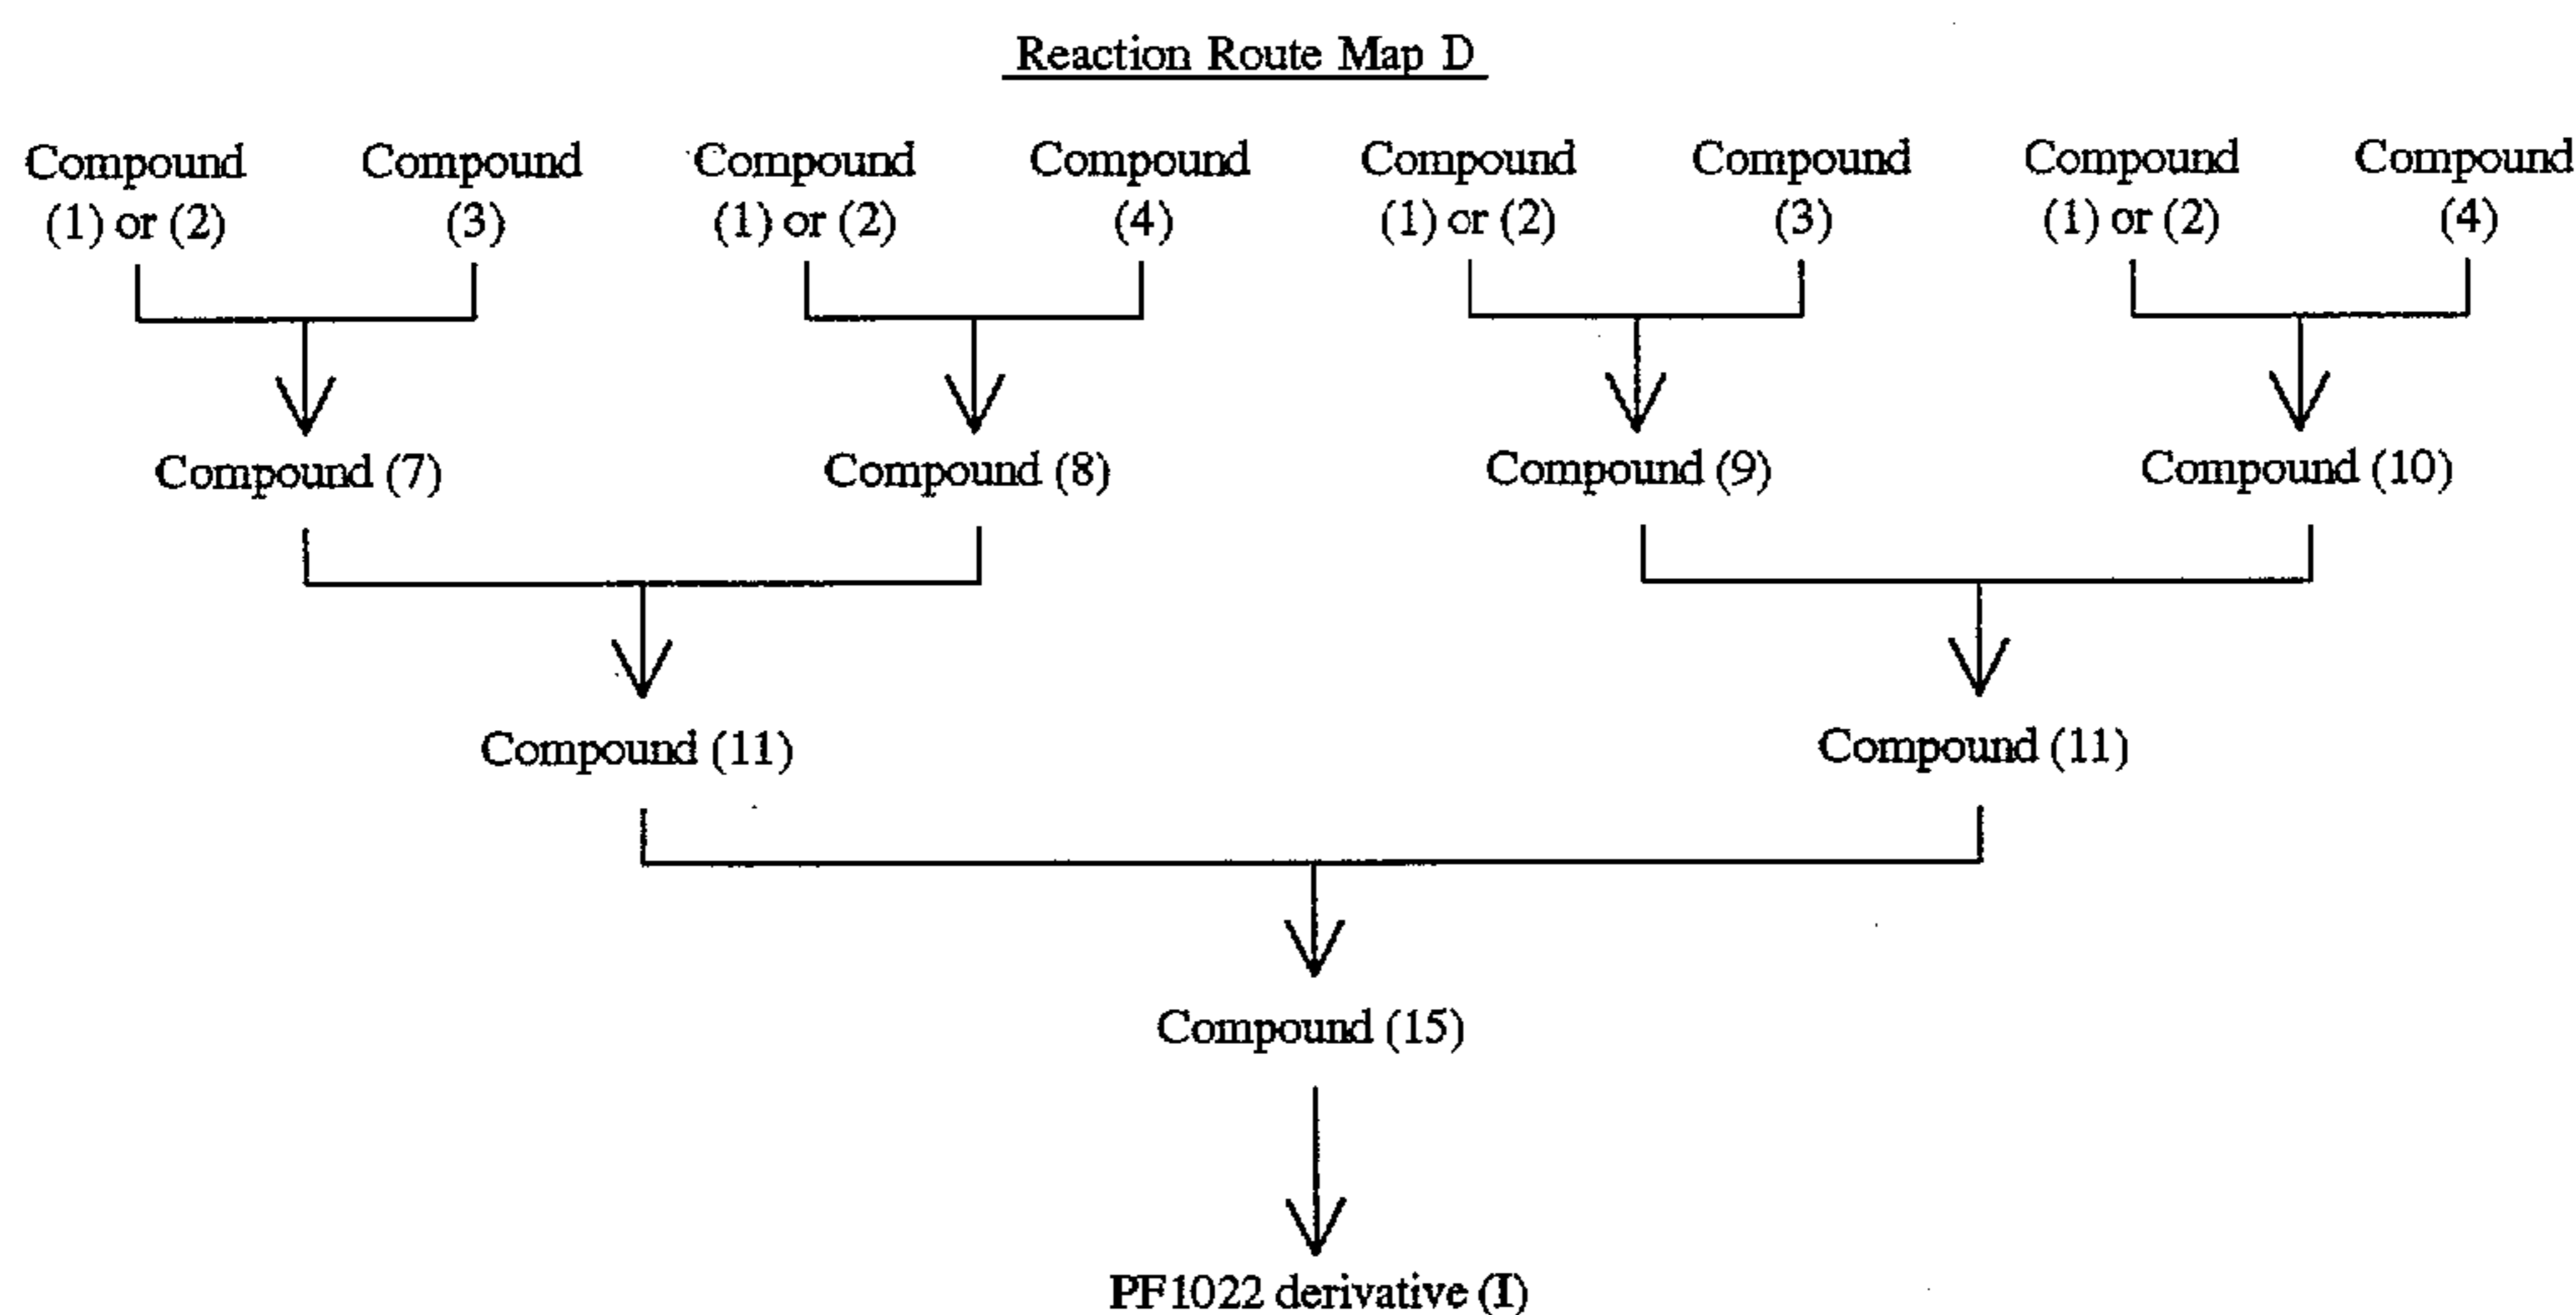 Reaction Route Map D
Compound Compound Compound Compound Compound Compound Compound Compound
(1) or (2) (3) (1) or (2) (4) (1) or (2) (3) (1) or (2) (4)
Compound (7) Compound (8) Compound (9) Compound (10)
Compound (11) Compound (11)
Compound (15)
PF1022 derivative (I)